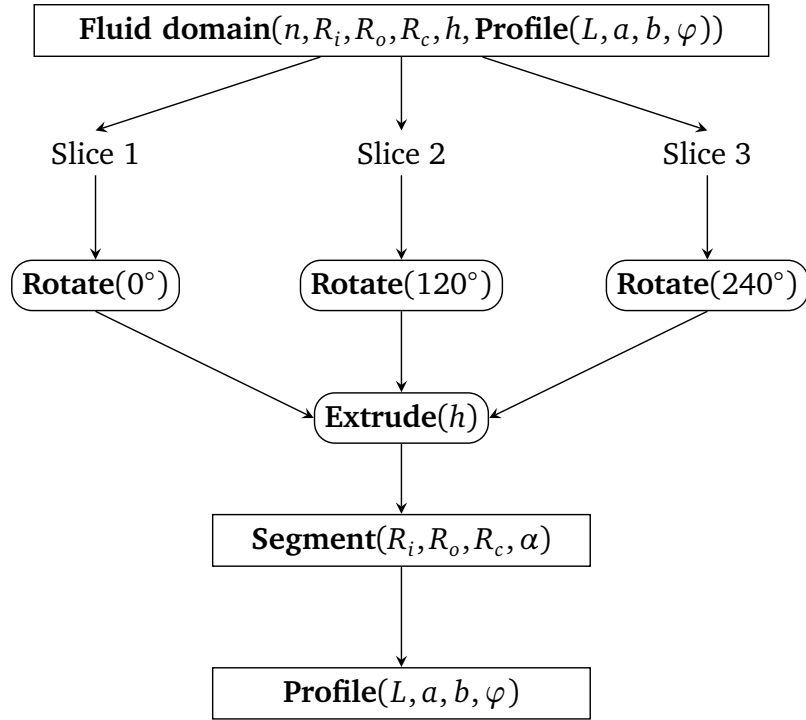 Fluid domain(n, R_i, R_o, R_c, h, Profile(L, a, b, φ))
Slice 1 Slice 2 Slice 3
Rotate(0°) Rotate(120°) Rotate(240°)
Extrude(h)
Segment(R_i, R_o, R_c, α)
Profile(L, a, b, φ)